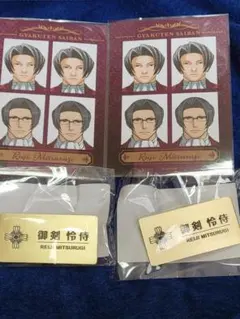 GYAKUTEN SAIBAN
GYAKUTEN SAIBAN
Reiji Mitsurugi
Reiji Mitsurugi
御剣 怜侍
REIJI MITSURUGI
御剣 怜侍
REIJI MITSURUGI